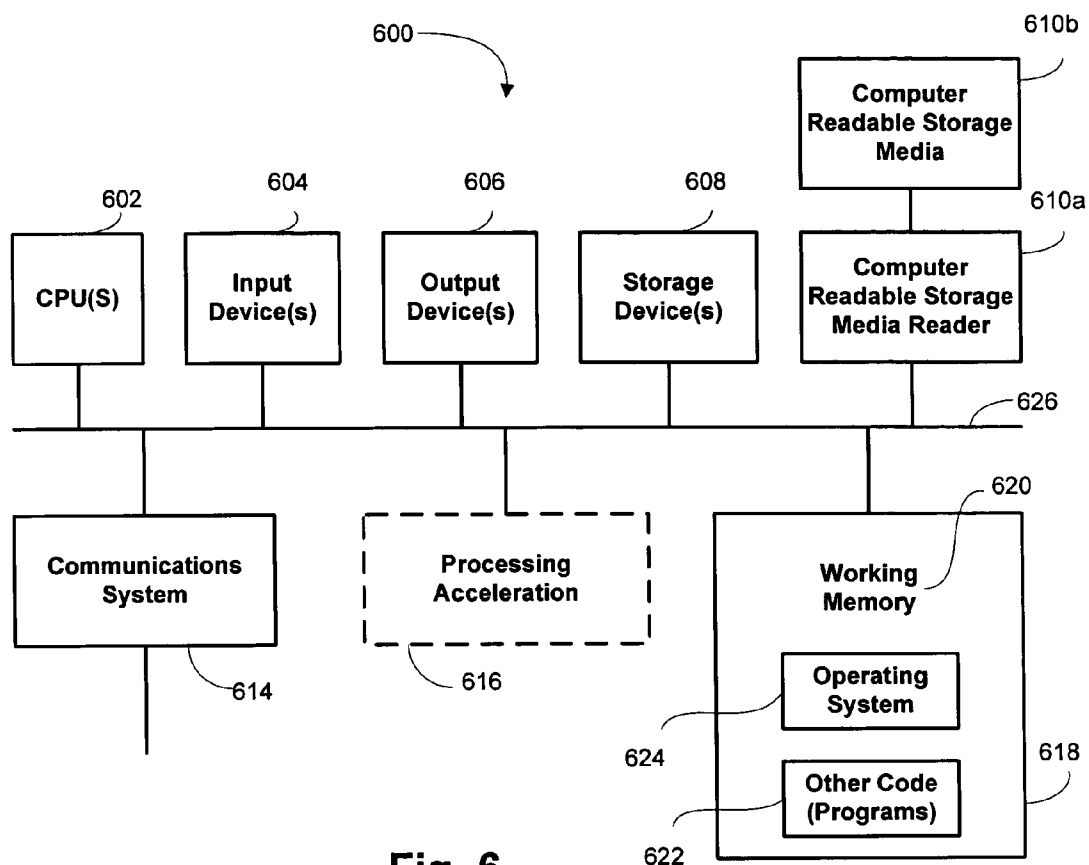 600
610b
Computer
Readable Storage
Media
602
604
606
608
610a
CPU(S)
Input
Device(s)
Output
Device(s)
Storage
Device(s)
Computer
Readable Storage
Media Reader
626
620
Communications
System
Processing
Acceleration
Working
Memory
614
616
Operating
System
624
618
Other Code
(Programs)
622
Fig. 6